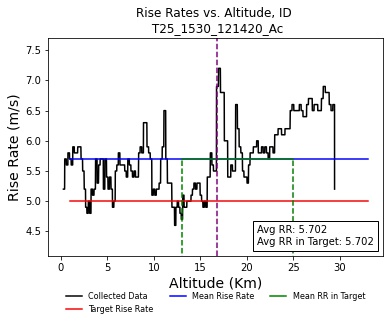 Rise Rates vs. Altitude, ID
T25_1530_121420_Ac
Rise Rate (m/s)
7.5
7.0
6.5
6.0
5.5
5.0
4.5
Avg RR: 5.702
Avg RR in Target: 5.702
0 5 10 15 20 25 30
Altitude (Km)
Collected Data Mean Rise Rate Mean RR in Target
Target Rise Rate